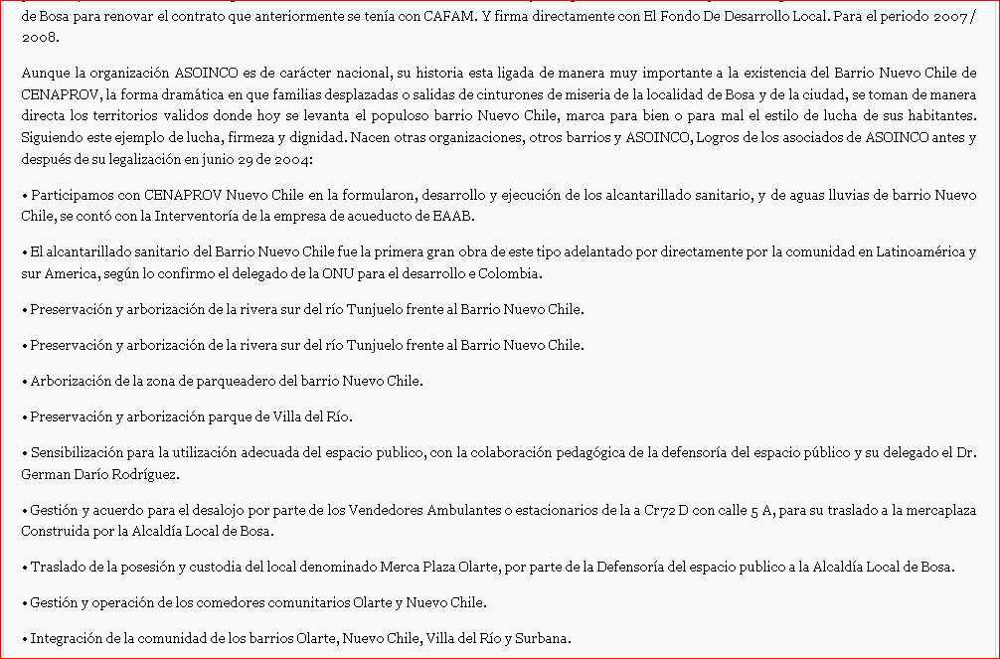 de Bosa para renovar el contrato que anteriormente se tenía con CAFAM. Y firma directamente con El Fondo De Desarrollo Local. Para el periodo 2007/
2008.
Aunque la organización ASOINCO es de carácter nacional, su historia esta ligada de manera muy importante a la existencia del Barrio Nuevo Chile de
CENAPROV, la forma dramática en que familias desplazadas o salidas de cinturones de miseria de la localidad de Bosa y de la ciudad, se toman de manera
directa los territorios validos donde hoy se levanta el populoso barrio Nuevo Chile, marca para bien o para mal el estilo de lucha de sus habitantes.
Siguiendo este ejemplo de lucha, firmeza y dignidad. Nacen otras organizaciones, otros barrios y ASOINCO, Logros de los asociados de ASOINCO antes y
después de su legalización en junio 29 de 2004:
• Participamos con CENAPROV Nuevo Chile en la formularon, desarrollo y ejecución de los alcantarillado sanitario, y de aguas lluvias de barrio Nuevo
Chile, se contó con la Interventoría de la empresa de acueducto de EAAB.
• El alcantarillado sanitario del Barrio Nuevo Chile fue la primera gran obra de este tipo adelantado por directamente por la comunidad en Latinoamérica y
sur America, según lo confirmo el delegado de la ONU para el desarrollo e Colombia.
• Preservación y arborización de la rivera sur del río Tunjuelo frente al Barrio Nuevo Chile.
• Preservación y arborización de la rivera sur del río Tunjuelo frente al Barrio Nuevo Chile.
• Arborización de la zona de parqueadero del barrio Nuevo Chile.
• Preservación y arborización parque de Villa del Río.
• Sensibilización para la utilización adecuada del espacio publico, con la colaboración pedagógica de la defensoría del espacio público y su delegado el Dr.
German Darío Rodríguez.
• Gestión y acuerdo para el desalojo por parte de los Vendedores Ambulantes o estacionarios de la a Cr72 D con calle 5 A, para su traslado a la mercaplaza
Construida por la Alcaldía Local de Bosa.
• Traslado de la posesión y custodia del local denominado Merca Plaza Olarte, por parte de la Defensoría del espacio publico a la Alcaldía Local de Bosa.
• Gestión y operación de los comedores comunitarios Olarte y Nuevo Chile.
• Integración de la comunidad de los barrios Olarte, Nuevo Chile, Villa del Río y Surbana.